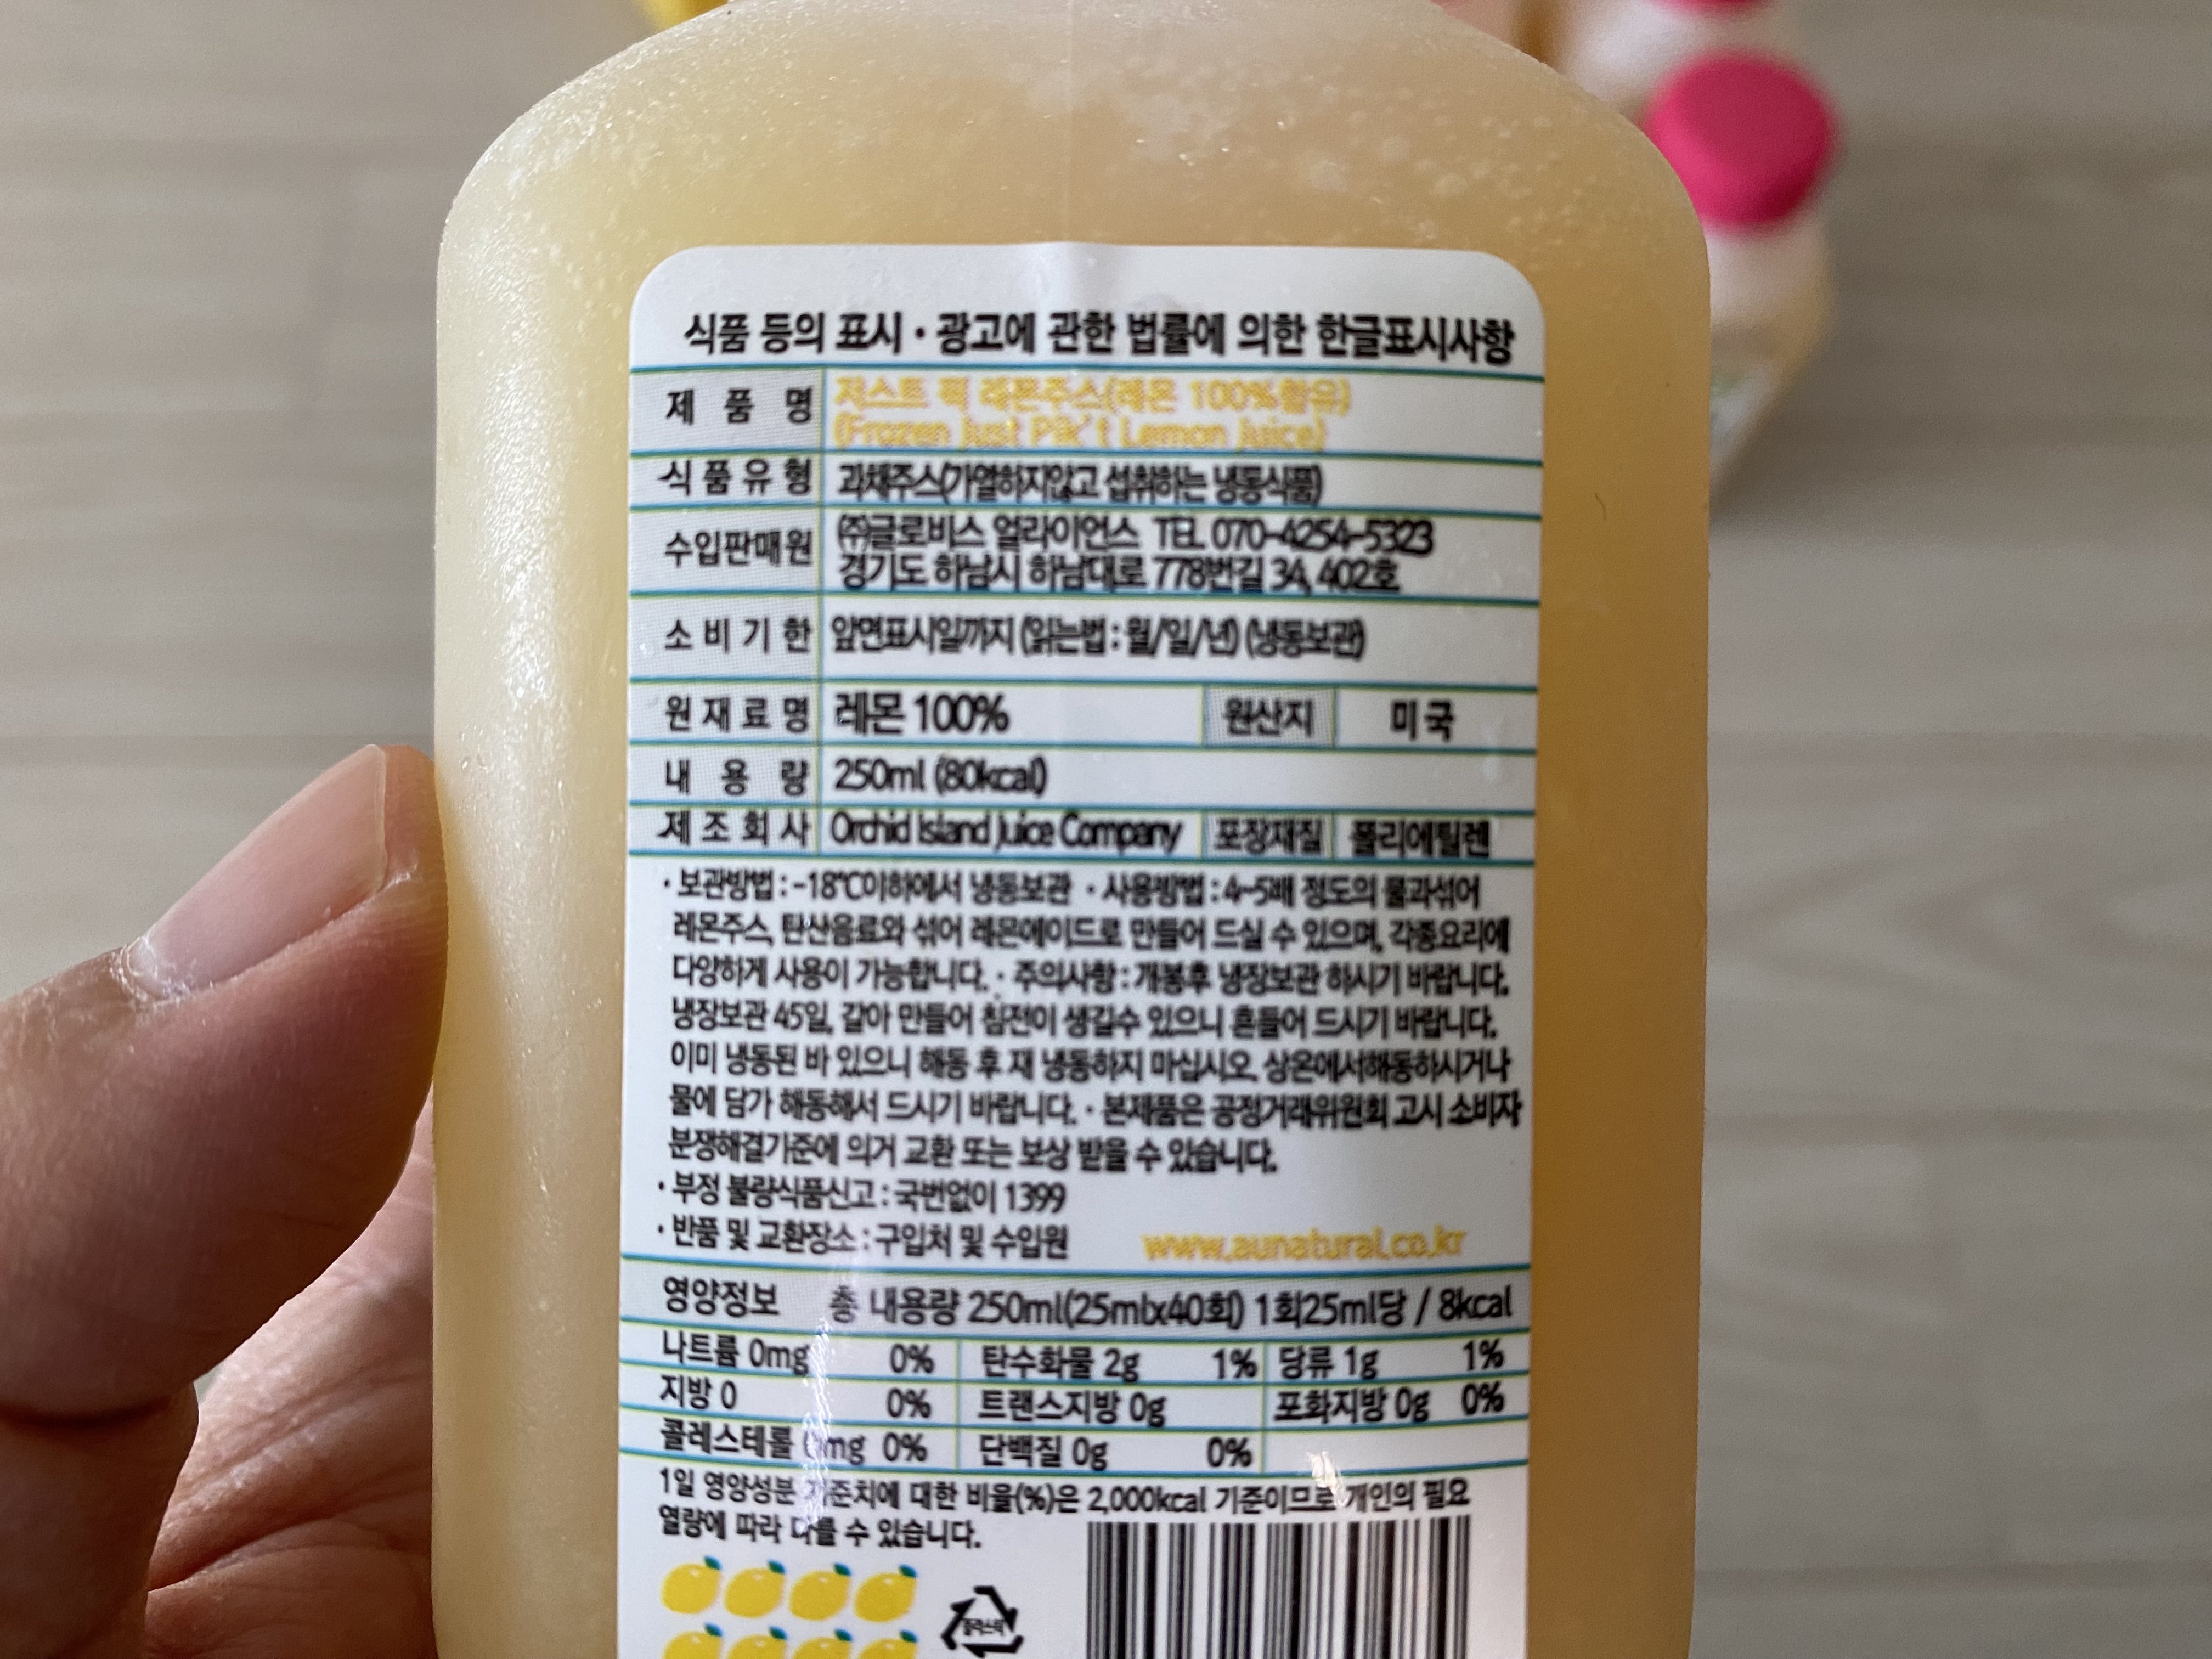 식품 등의 표시·광고에 관한 법률에 의한 한글표시사항
제 품 명 저스트 픽 레몬주스(레몬 100%함유)
(Frozen Just Pik't Lemon Juice)
식 품 유 형 과채주스(가열하지않고 섭취하는 냉동식품)
수입판매원 ㈜글로비스 얼라이언스 TEL 070-4254-5323
경기도 하남시 하남대로 778번길 34, 402호
소 비 기 한 앞면표시일까지 (읽는법 : 월/일/년) (냉동보관)
원 재 료 명 레몬 100% 원산지 미 국
내 용 량 250ml (80kcal)
제 조 회 사 Orchid Island Juice Company 포장재질 폴리에틸렌
· 보관방법 : -18℃이하에서 냉동보관 · 사용방법 : 4~5배 정도의 물과섞어
레몬주스, 탄산음료와 섞어 레몬에이드로 만들어 드실 수 있으며, 각종요리에
다양하게 사용이 가능합니다. · 주의사항 : 개봉후 냉장보관 하시기 바랍니다.
냉장보관 45일, 갈아 만들어 침전이 생길수 있으니 흔들어 드시기 바랍니다.
이미 냉동된 바 있으니 해동 후 재 냉동하지 마십시오. 상온에서해동하시거나
물에 담가 해동해서 드시기 바랍니다. · 본제품은 공정거래위원회 고시 소비자
분쟁해결기준에 의거 교환 또는 보상 받을 수 있습니다.
· 부정 불량식품신고 : 국번없이 1399
· 반품 및 교환장소 : 구입처 및 수입원 www.aunatural.co.kr
영양정보 총 내용량 250ml(25mlx40회) 1회25ml당 / 8kcal
나트륨 0mg 0% 탄수화물 2g 1% 당류 1g 1%
지방 0 0% 트랜스지방 0g 포화지방 0g 0%
콜레스테롤 0mg 0% 단백질 0g 0%
1일 영양성분 기준치에 대한 비율(%)은 2,000kcal 기준이므로 개인의 필요
열량에 따라 다를 수 있습니다.
플라스틱